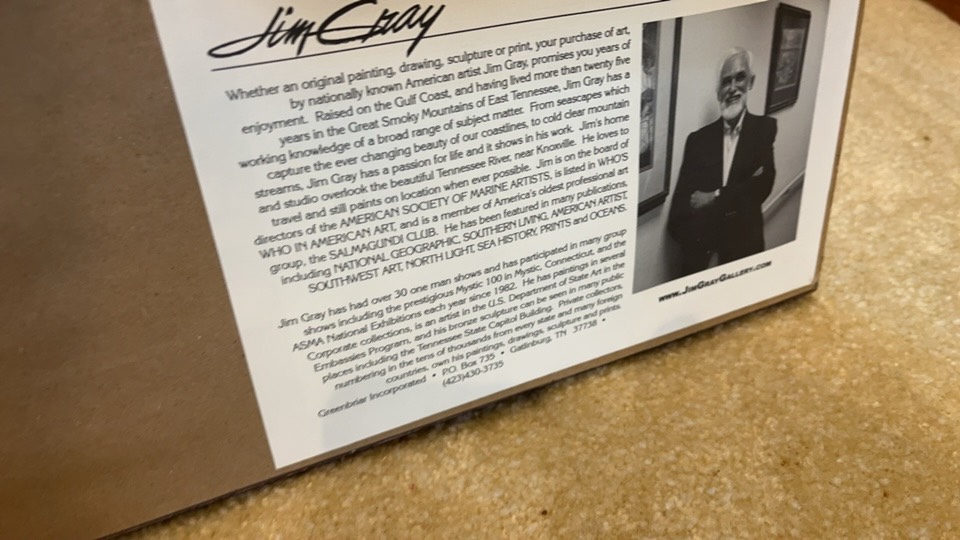 Jim Gray
Whether an original painting, drawing, sculpture or print, your purchase of art,
by nationally known American artist Jim Gray, promises you years of
enjoyment. Raised on the Gulf Coast, and having lived more than twenty five
years in the Great Smoky Mountains of East Tennessee, Jim Gray has a
working knowledge of a broad range of subject matter. From seascapes which
capture the ever changing beauty of our coastlines, to cold clear mountain
streams, Jim Gray has a passion for life and it shows in his work. Jim's home
and studio overlook the beautiful Tennessee River, near Knoxville. He loves to
travel and still paints on location when ever possible. Jim is on the board of
directors of the AMERICAN SOCIETY OF MARINE ARTISTS, is listed in WHO'S
WHO IN AMERICAN ART, and is a member of America's oldest professional art
group, the SALMAGUNDI CLUB. He has been featured in many publications,
including NATIONAL GEOGRAPHIC, SOUTHERN LIVING, AMERICAN ARTIST,
SOUTHWEST ART, NORTH LIGHT, SEA HISTORY, PRINTS and OCEANS.
Jim Gray has had over 30 one man shows and has participated in many group
shows including the prestigious Mystic 100 in Mystic, Connecticut, and the
ASMA National Exhibitions each year since 1982. He has paintings in several
Corporate collections, is an artist in the U.S. Department of State Art in the
Embassies Program, and his bronze sculpture can be seen in many public
places including the Tennessee State Capitol Building. Private collectors,
numbering in the tens of thousands from every state and many foreign
countries, own his paintings, drawings, sculpture and prints.
Greenbriar Incorporated • P.O. Box 735 • Gatlinburg, TN 37738 •
(423)430-3735
www.JimGrayGallery.com